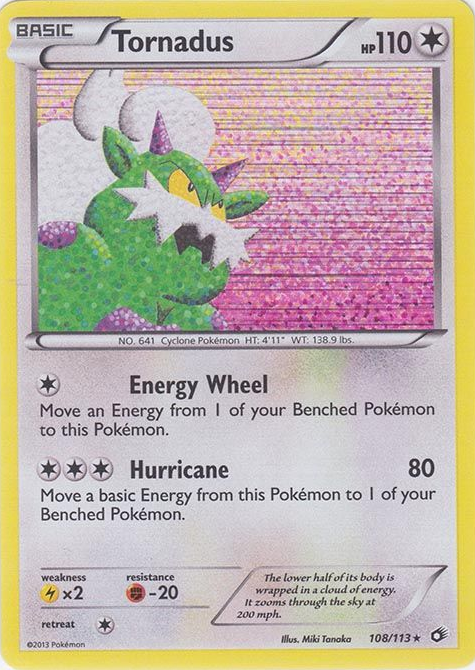 BASIC
Tornadus
HP110
NO. 641 Cyclone Pokémon HT: 4'11" WT: 138.9 lbs.
Energy Wheel
Move an Energy from 1 of your Benched Pokémon
to this Pokémon.
Hurricane 80
Move a basic Energy from this Pokémon to 1 of your
Benched Pokémon.
weakness
×2
resistance
-20
retreat
The lower half of its body is
wrapped in a cloud of energy.
It zooms through the sky at
200 mph.
©2013 Pokémon
Illus. Miki Tanaka
108/113★